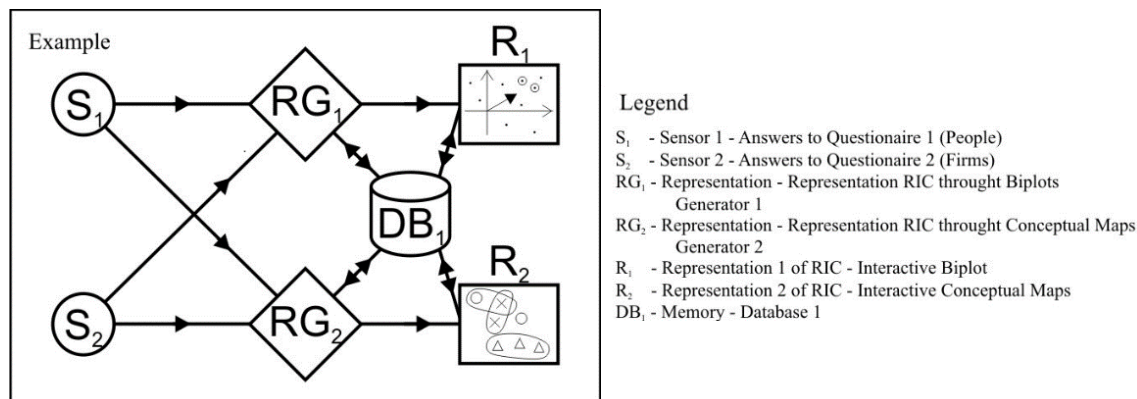 Example
R₁
S₁
RG₁
DB₁
R₂
S₂
RG₂
Legend
S₁ - Sensor 1 - Answers to Questionaire 1 (People)
S₂ - Sensor 2 - Answers to Questionaire 2 (Firms)
RG₁ - Representation - Representation RIC throught Biplots
Generator 1
RG₂ - Representation - Representation RIC throught Conceptual Maps
Generator 2
R₁ - Representation 1 of RIC - Interactive Biplot
R₂ - Representation 2 of RIC - Interactive Conceptual Maps
DB₁ - Memory - Database 1